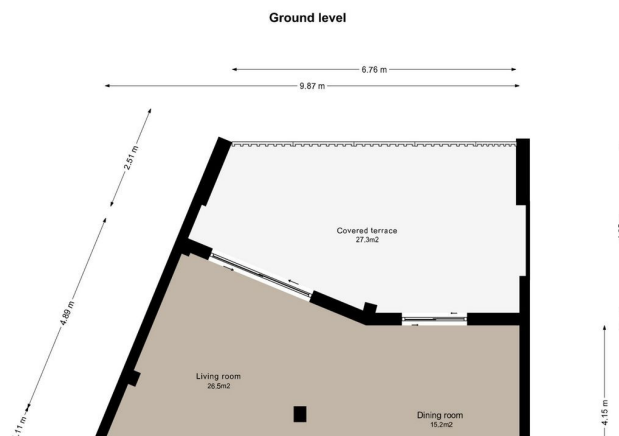 Ground level
6.76 m
9.87 m
2.51 m
Covered terrace
27,3m2
4.89 m
Living room
26,5m2
Dining room
15,2m2
4.15 m